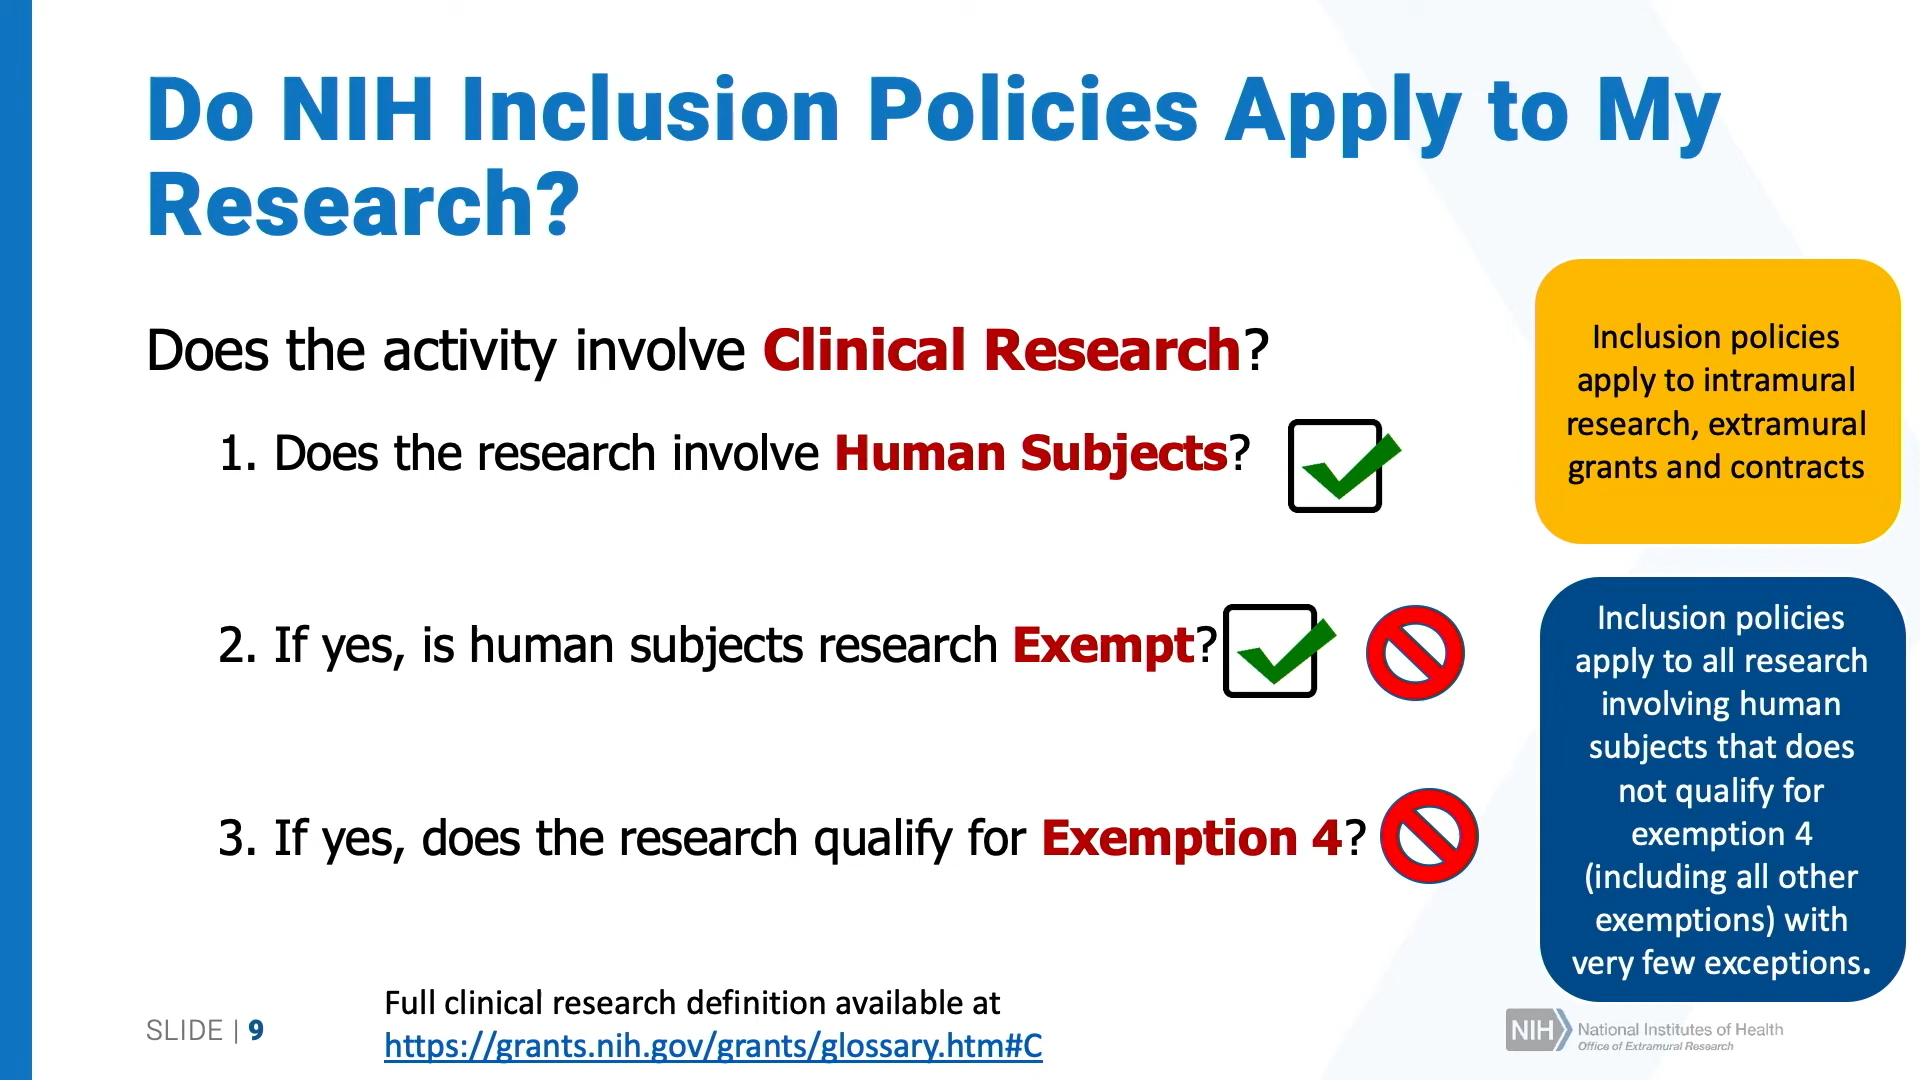 Do NIH Inclusion Policies Apply to My
Research?
Does the activity involve Clinical Research?
1. Does the research involve Human Subjects?
2. If yes, is human subjects research Exempt?
3. If yes, does the research qualify for Exemption 4?
Inclusion policies
apply to intramural
research, extramural
grants and contracts
Inclusion policies
apply to all research
involving human
subjects that does
not qualify for
exemption 4
(including all other
exemptions) with
very few exceptions.
Full clinical research definition available at
https://grants.nih.gov/grants/glossary.htm#C
SLIDE | 9
NIH
National Institutes of Health
Office of Extramural Research